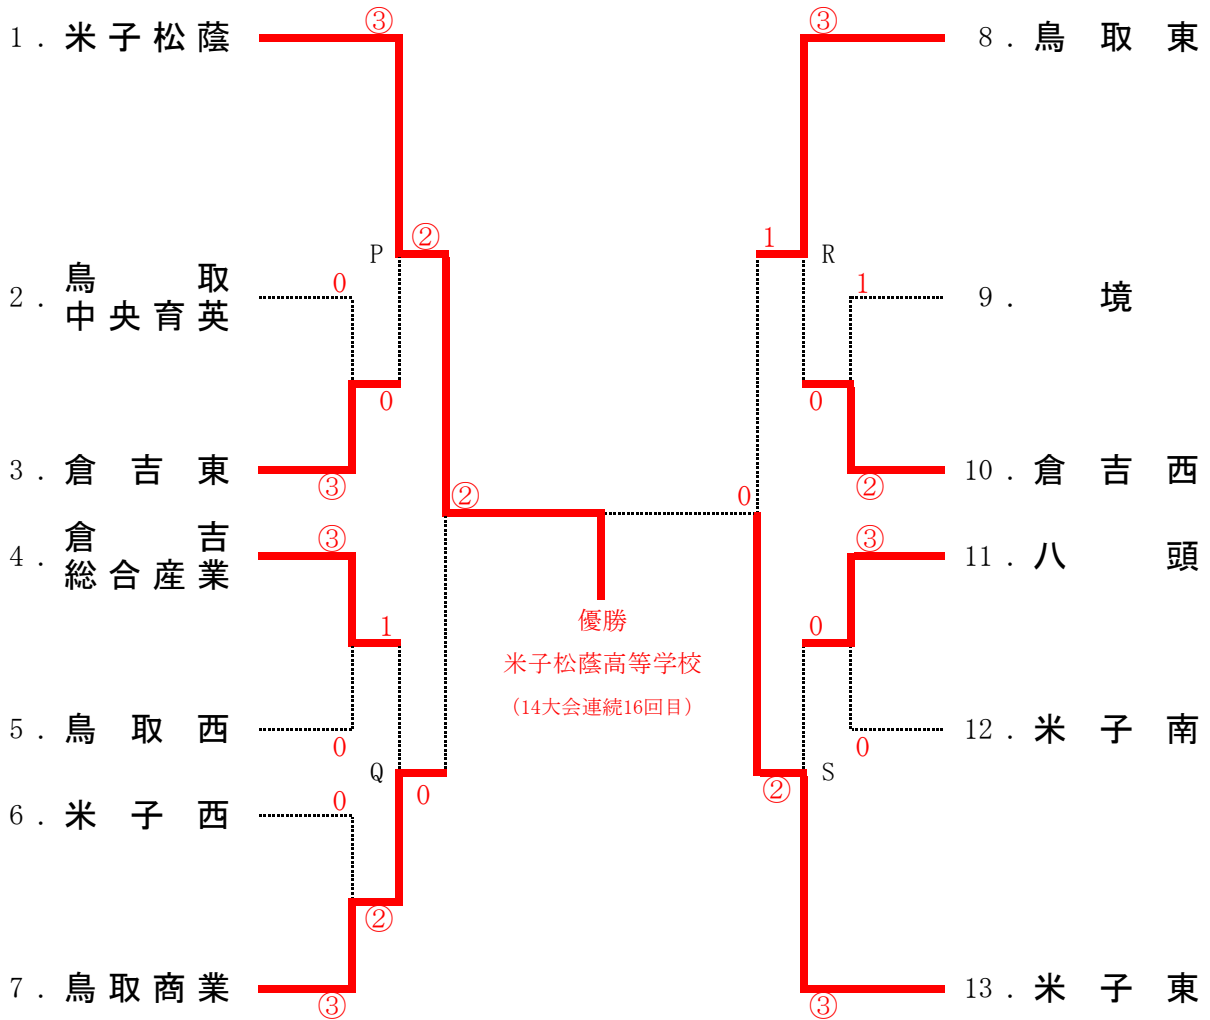 ③ ③
1 . 米子松蔭 8 . 鳥取東
② 1
P R
2 . 鳥取 0 1 9 . 境
中央育英
0 0
3 . 倉吉東 10 . 倉吉西
③ ② 0 ②
4 . 倉吉 ③ ③ 11 . 八頭
総合産業
優勝
1 0
米子松蔭高等学校
（14大会連続16回目）
5 . 鳥取西 12 . 米子南
0 0
Q S
0 0 ②
6 . 米子西
②
7 . 鳥取商業 13 . 米子東
③ ③